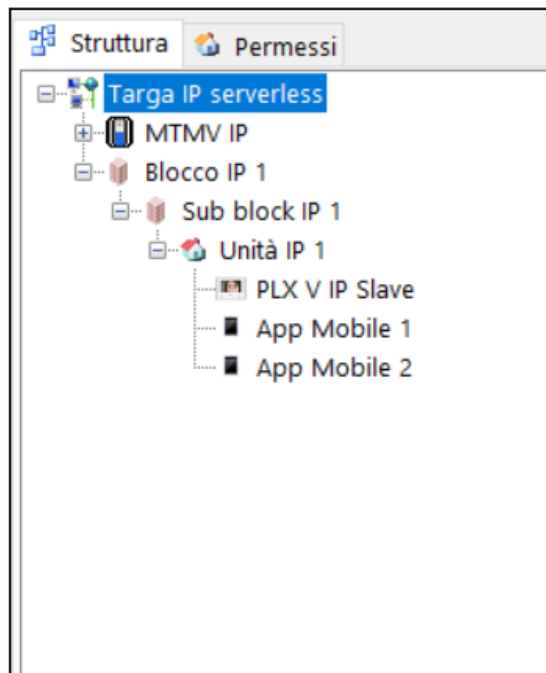 Struttura Permessi
Targa IP serverless
MTMV IP
Blocco IP 1
Sub block IP 1
Unità IP 1
PLX V IP Slave
App Mobile 1
App Mobile 2